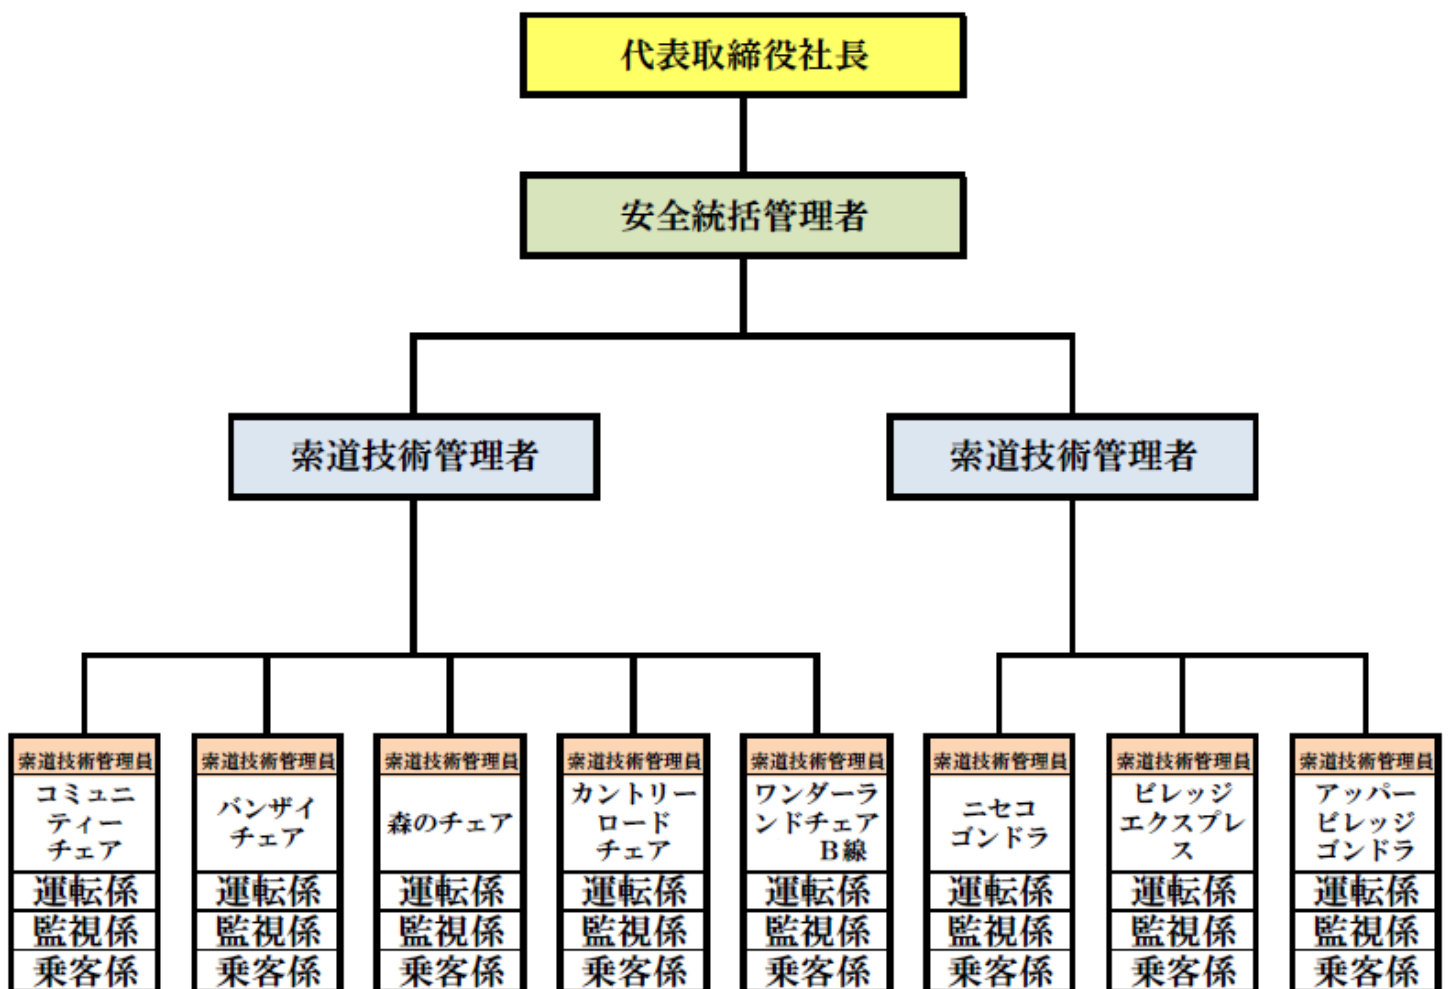 代表取締役社長
安全統括管理者
索道技術管理者
索道技術管理者
索道技術管理員
コミュニ
ティー
チェア
運転係
監視係
乗客係
索道技術管理員
バンザイ
チェア
運転係
監視係
乗客係
索道技術管理員
森のチェア
運転係
監視係
乗客係
索道技術管理員
カントリー
ロード
チェア
運転係
監視係
乗客係
索道技術管理員
ワンダーラ
ンドチェア
B線
運転係
監視係
乗客係
索道技術管理員
ニセコ
ゴンドラ
運転係
監視係
乗客係
索道技術管理員
ビレッジ
エクスプレ
ス
運転係
監視係
乗客係
索道技術管理員
アッパー
ビレッジ
ゴンドラ
運転係
監視係
乗客係